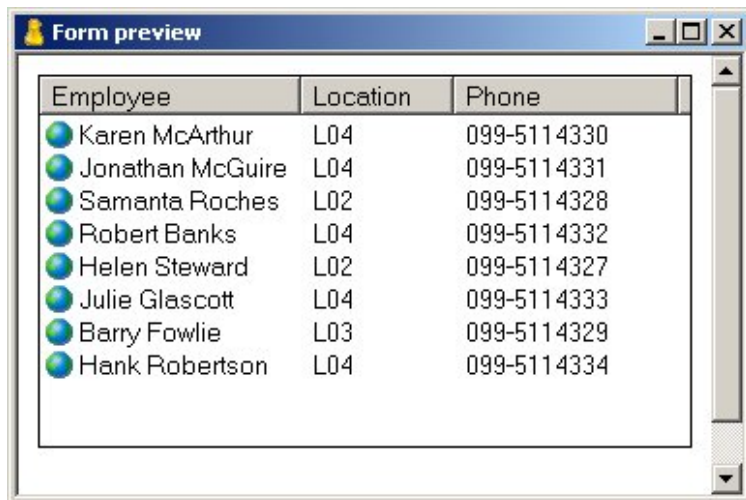 Form preview
Employee Location Phone
Karen McArthur L04 099-5114330
Jonathan McGuire L04 099-5114331
Samanta Roches L02 099-5114328
Robert Banks L04 099-5114332
Helen Steward L02 099-5114327
Julie Glascott L04 099-5114333
Barry Fowlie L03 099-5114329
Hank Robertson L04 099-5114334